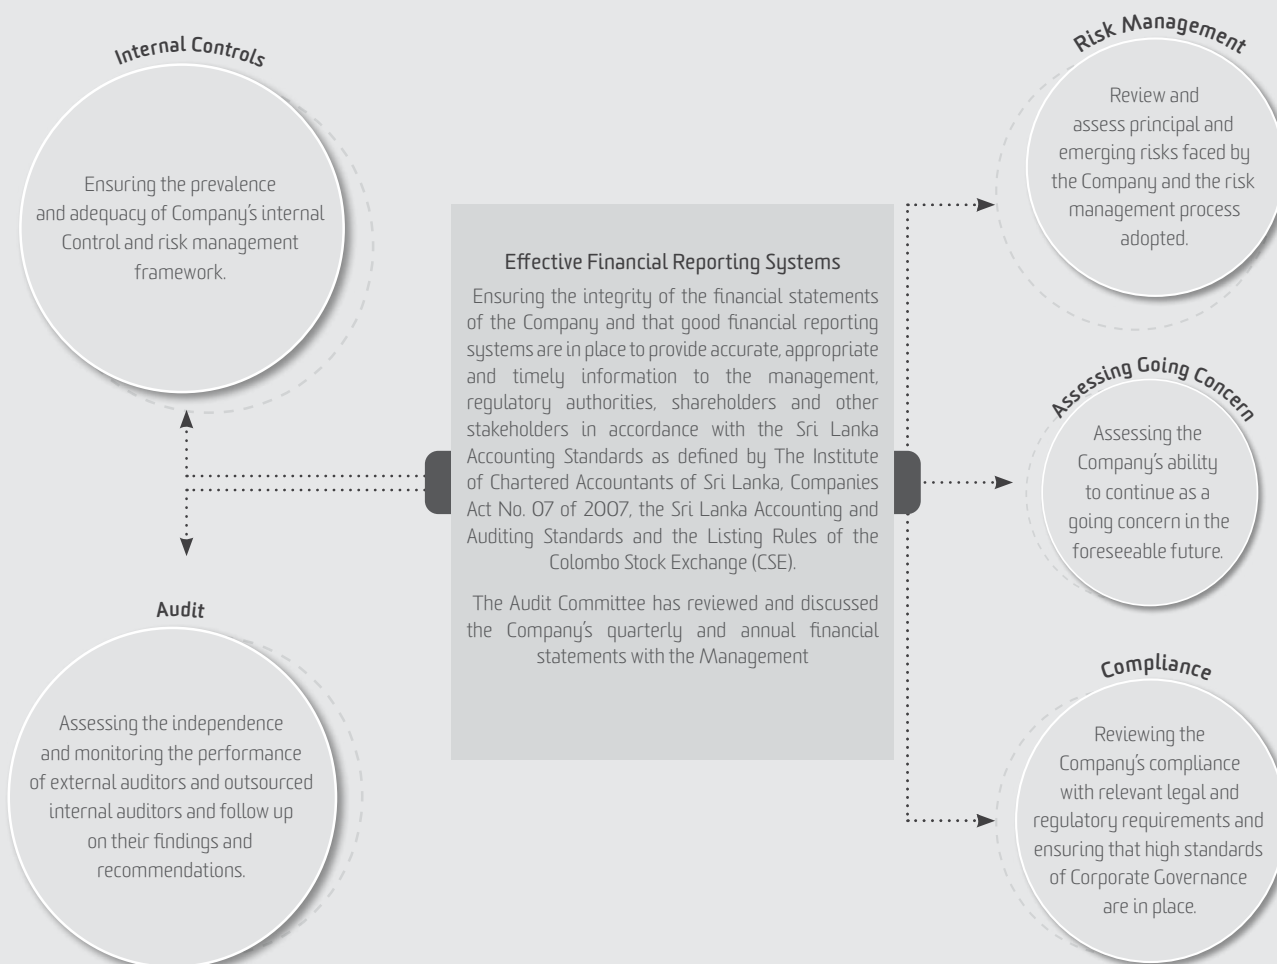 Internal Controls
Ensuring the prevalence
and adequacy of Company's internal
Control and risk management
framework.
Audit
Assessing the independence
and monitoring the performance
of external auditors and outsourced
internal auditors and follow up
on their findings and
recommendations.
Effective Financial Reporting Systems
Ensuring the integrity of the financial statements
of the Company and that good financial reporting
systems are in place to provide accurate, appropriate
and timely information to the management,
regulatory authorities, shareholders and other
stakeholders in accordance with the Sri Lanka
Accounting Standards as defined by The Institute
of Chartered Accountants of Sri Lanka, Companies
Act No. 07 of 2007, the Sri Lanka Accounting and
Auditing Standards and the Listing Rules of the
Colombo Stock Exchange (CSE).
The Audit Committee has reviewed and discussed
the Company's quarterly and annual financial
statements with the Management
Risk Management
Review and
assess principal and
emerging risks faced by
the Company and the risk
management process
adopted.
Assessing Going Concern
Assessing the
Company's ability
to continue as a
going concern in the
foreseeable future.
Compliance
Reviewing the
Company's compliance
with relevant legal and
regulatory requirements and
ensuring that high standards
of Corporate Governance
are in place.